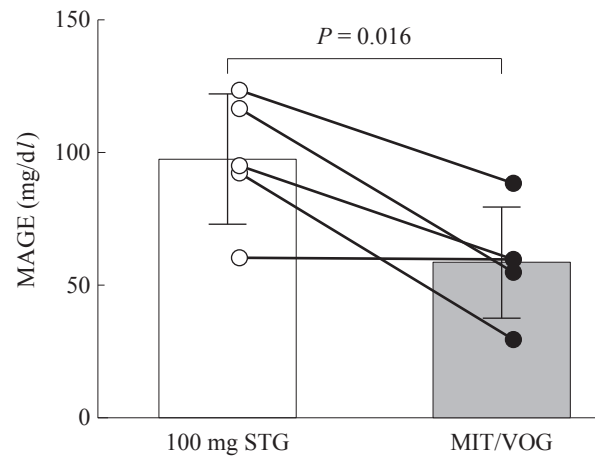 P = 0.016
150
100
50
0
MAGE (mg/dl)
100 mg STG
MIT/VOG